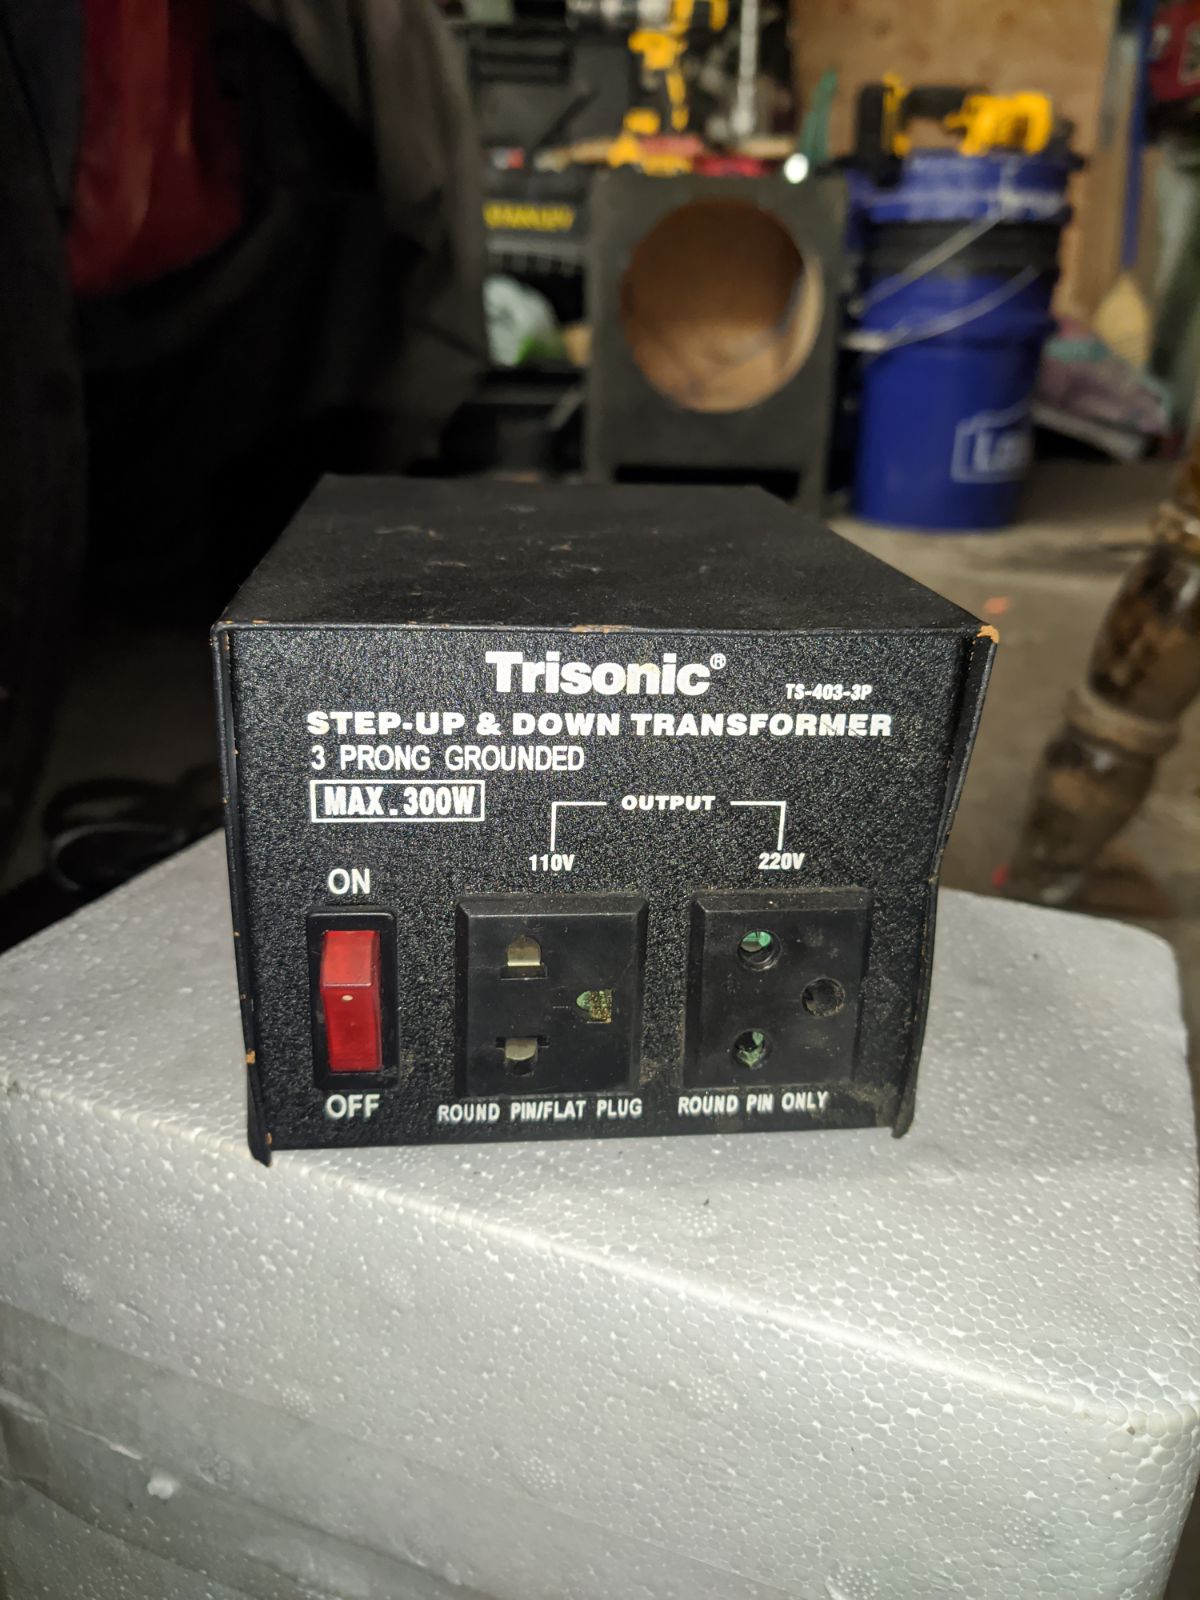 STANLEY
Trisonic®
TS-403-3P
STEP-UP & DOWN TRANSFORMER
3 PRONG GROUNDED
MAX.300W
OUTPUT
110V
220V
ON
OFF
ROUND PIN/FLAT PLUG
ROUND PIN ONLY